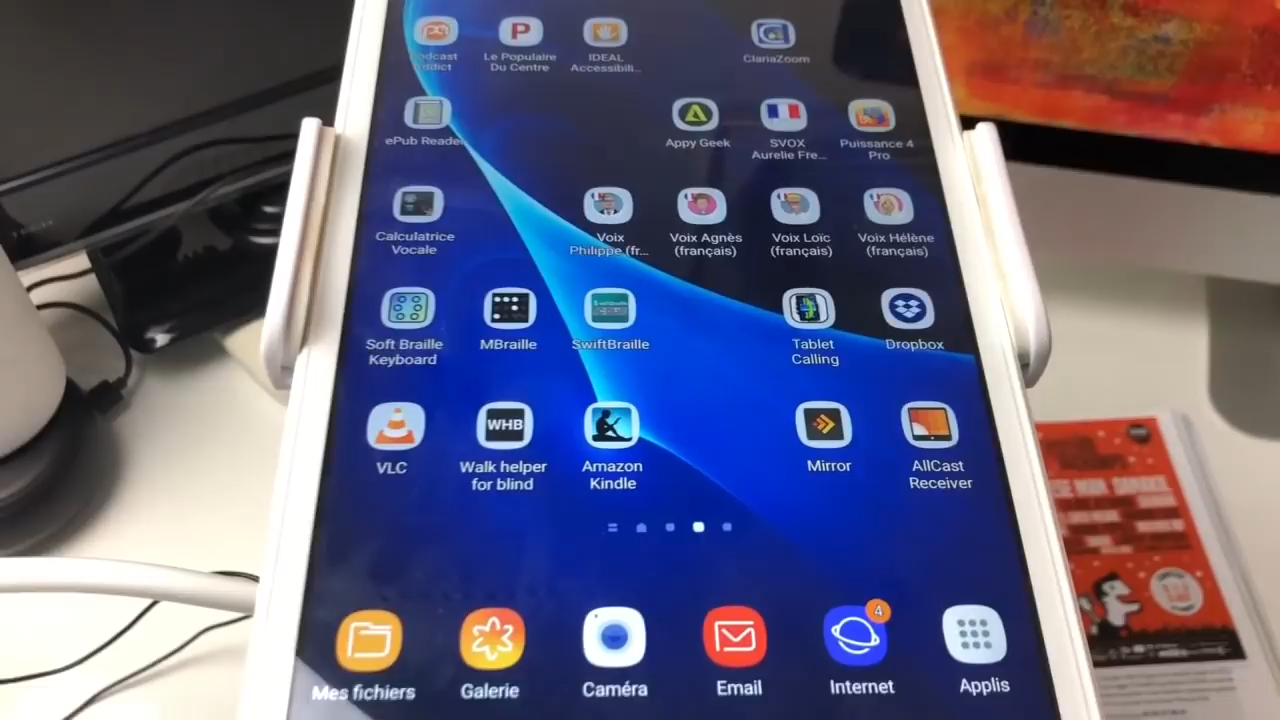 Podcast
Addict
Le Populaire
Du Centre
IDEAL
Accessibili...
ClariaZoom
ePub Reader
Appy Geek
SVOX
Aurelie Fre...
Puissance 4
Pro
Calculatrice
Vocale
Voix
Philippe (fr...
Voix Agnès
(français)
Voix Loïc
(français)
Voix Hélène
(français)
Soft Braille
Keyboard
MBraille
SwiftBraille
Tablet
Calling
Dropbox
WHB
VLC
Walk helper
for blind
Amazon
Kindle
Mirror
AllCast
Receiver
4
Mes fichiers
Galerie
Caméra
Email
Internet
Applis